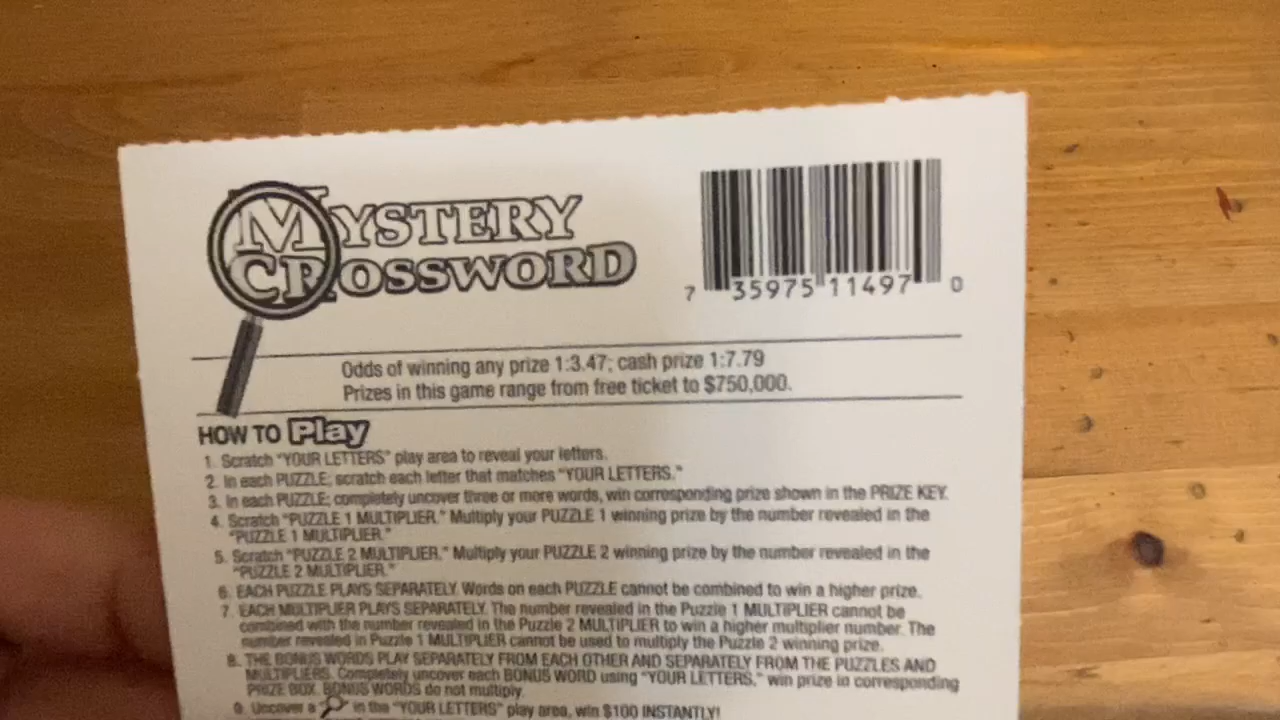 MYSTERY
CROSSWORD
7 35975 11497 0
Odds of winning any prize 1:3.47; cash prize 1:7.79
Prizes in this game range from free ticket to $750,000.
HOW TO Play
1. Scratch "YOUR LETTERS" play area to reveal your letters.
2. In each PUZZLE; scratch each letter that matches "YOUR LETTERS."
3. In each PUZZLE; completely uncover three or more words, win corresponding prize shown in the PRIZE KEY.
4. Scratch "PUZZLE 1 MULTIPLIER." Multiply your PUZZLE 1 winning prize by the number revealed in the
"PUZZLE 1 MULTIPLIER."
5. Scratch "PUZZLE 2 MULTIPLIER." Multiply your PUZZLE 2 winning prize by the number revealed in the
"PUZZLE 2 MULTIPLIER."
6. EACH PUZZLE PLAYS SEPARATELY. Words on each PUZZLE cannot be combined to win a higher prize.
7. EACH MULTIPLIER PLAYS SEPARATELY. The number revealed in the Puzzle 1 MULTIPLIER cannot be
combined with the number revealed in the Puzzle 2 MULTIPLIER to win a higher multiplier number. The
number revealed in Puzzle 1 MULTIPLIER cannot be used to multiply the Puzzle 2 winning prize.
8. THE BONUS WORDS PLAY SEPARATELY FROM EACH OTHER AND SEPARATELY FROM THE PUZZLES AND
MULTIPLIERS. Completely uncover each BONUS WORD using "YOUR LETTERS," win prize in corresponding
PRIZE BOX. BONUS WORDS do not multiply.
9. Uncover a in the "YOUR LETTERS" play area, win $100 INSTANTLY!